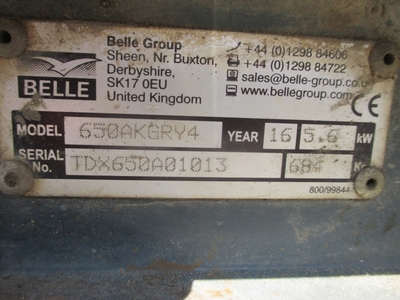 Belle Group
Sheen, Nr. Buxton,
Derbyshire,
SK17 0EU
United Kingdom
+44 (0)1298 84606
+44 (0)1298 84722
sales@belle-group.co.u
www.bellegroup.com
BELLE
CE
MODEL 650AKGRY4 YEAR 16 5.6 kW
SERIAL No. TDX650A01013 684
800/99844